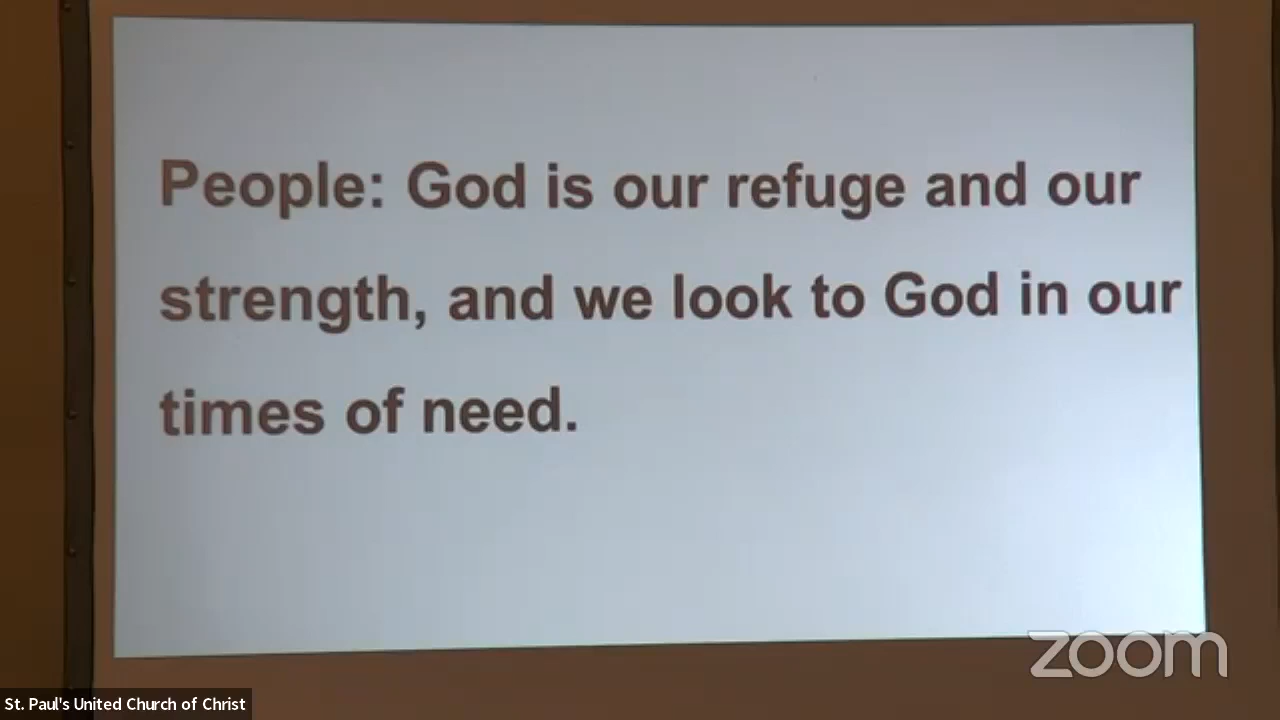 People: God is our refuge and our
strength, and we look to God in our
times of need.
zoom
St. Paul's United Church of Christ